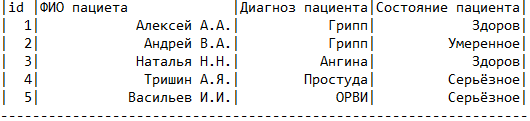 |id |ФИО пациета|Диагноз пациента|Состояние пациента|
| 1|Алексей А.А.|Грипп|Здоров|
| 2|Андрей В.А.|Грипп|Умеренное|
| 3|Наталья Н.Н.|Ангина|Здоров|
| 4|Тришин А.Я.|Простуда|Серьёзное|
| 5|Васильев И.И.|ОРВИ|Серьёзное|